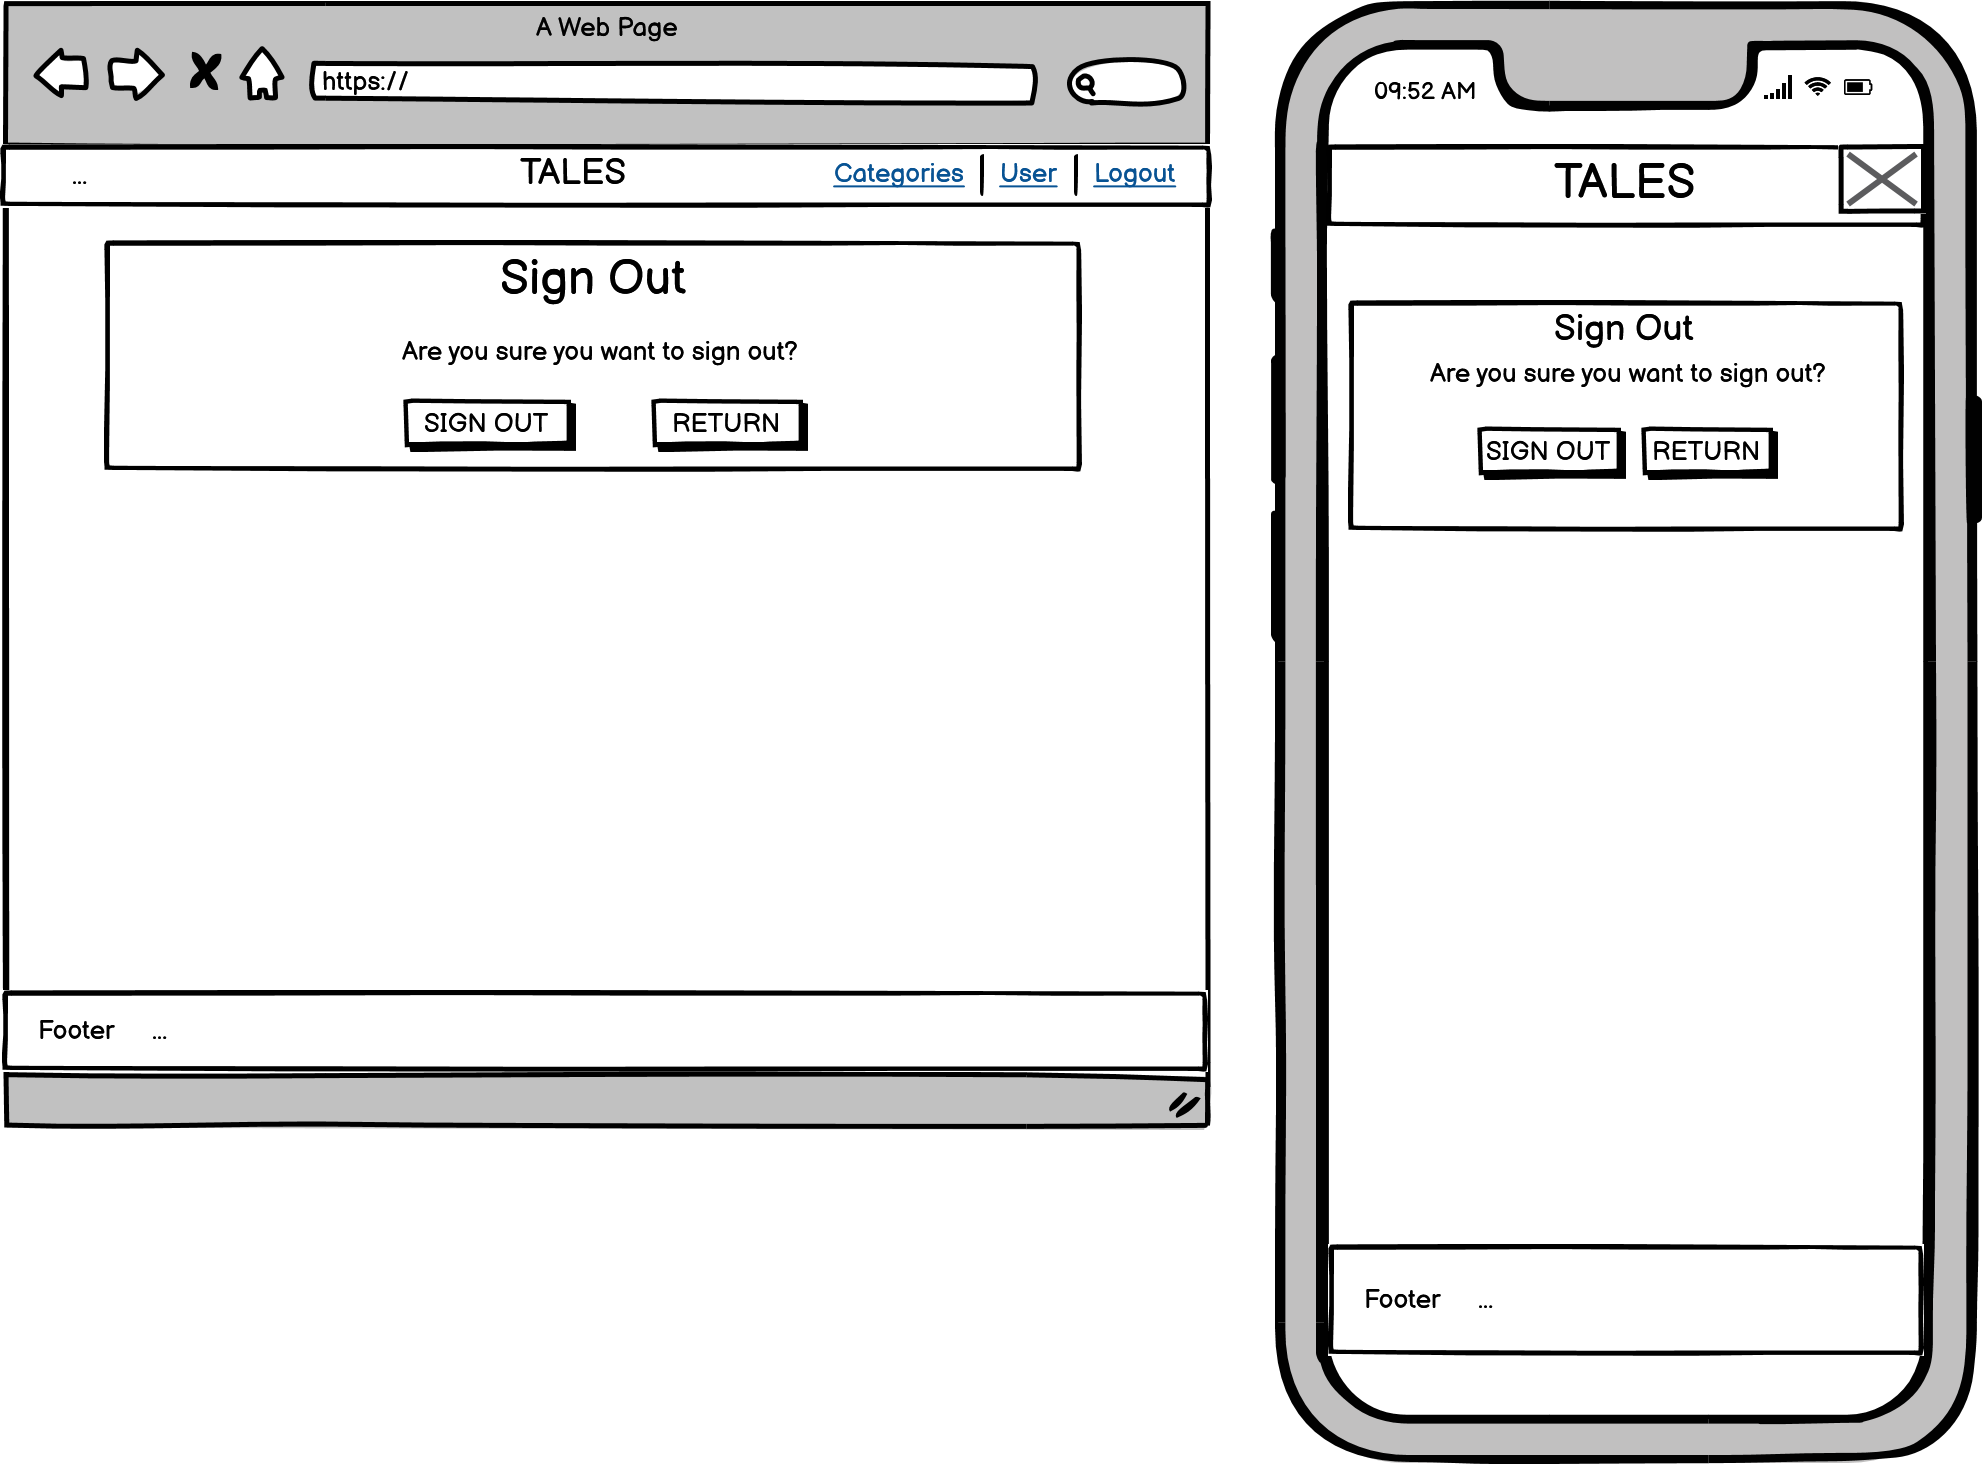 A Web Page
https://
... TALES Categories User Logout
Sign Out
Are you sure you want to sign out?
SIGN OUT RETURN
Footer ...
09:52 AM
TALES
Sign Out
Are you sure you want to sign out?
SIGN OUT RETURN
Footer ...